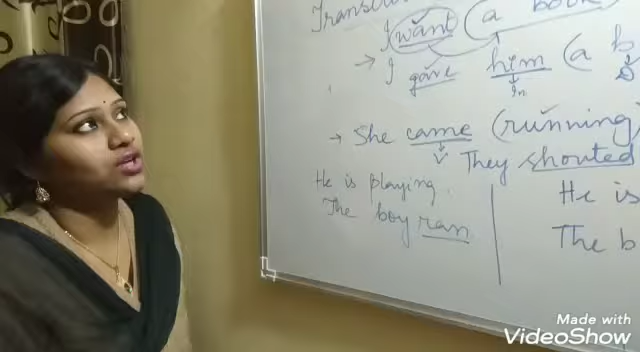 I want (a book
→ I gave him (a b
In
→ She came (running
v They shouted
He is playing.
The boy ran
He is
The b
Made with
VideoShow